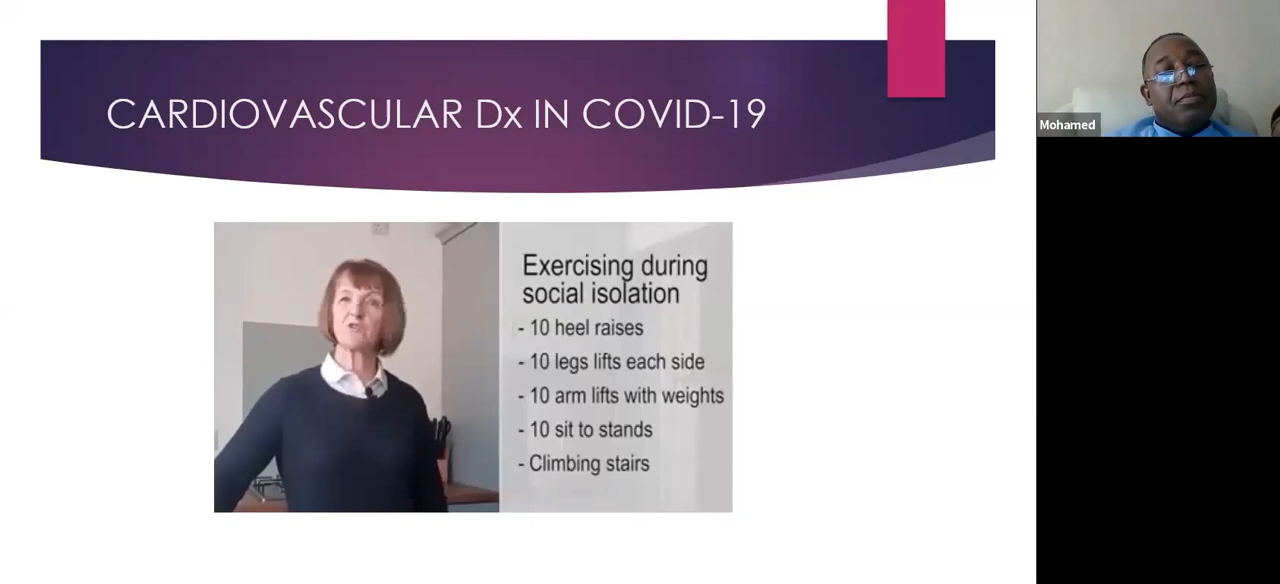 CARDIOVASCULAR Dx IN COVID-19
Exercising during
social isolation
- 10 heel raises
- 10 legs lifts each side
- 10 arm lifts with weights
- 10 sit to stands
- Climbing stairs
Mohamed